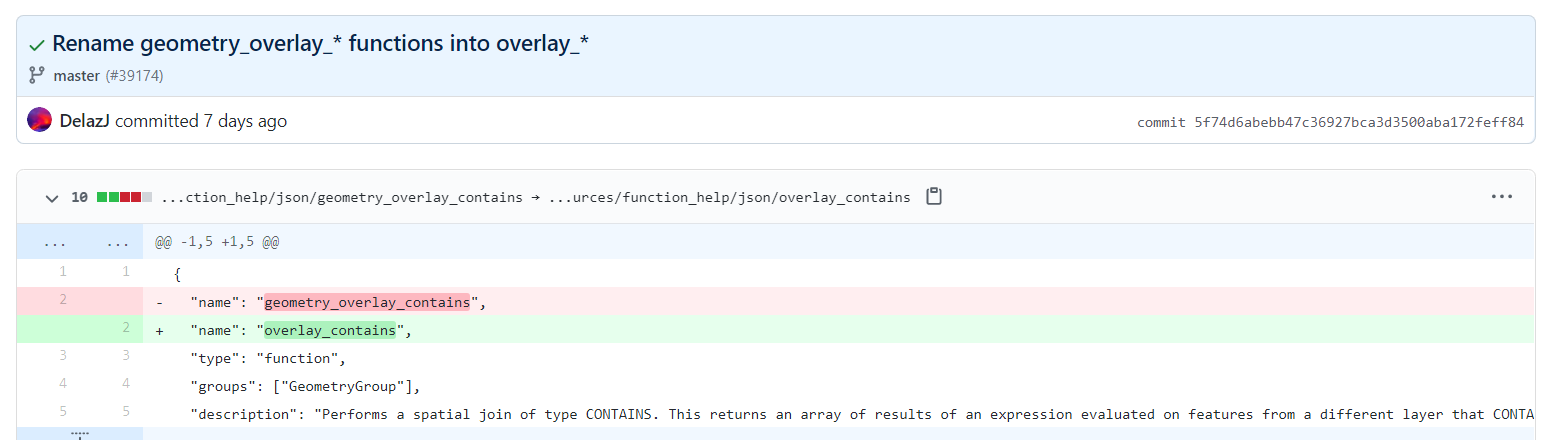 Rename geometry_overlay_* functions into overlay_*
master (#39174)
DelazJ committed 7 days ago commit 5f74d6abebb47c36927bca3d3500aba172feff84
10 ...ction_help/json/geometry_overlay_contains → ...urces/function_help/json/overlay_contains ...
... ... @@ -1,5 +1,5 @@
1 1 {
2 - "name": "geometry_overlay_contains",
2 + "name": "overlay_contains",
3 3 "type": "function",
4 4 "groups": ["GeometryGroup"],
5 5 "description": "Performs a spatial join of type CONTAINS. This returns an array of results of an expression evaluated on features from a different layer that CONTA